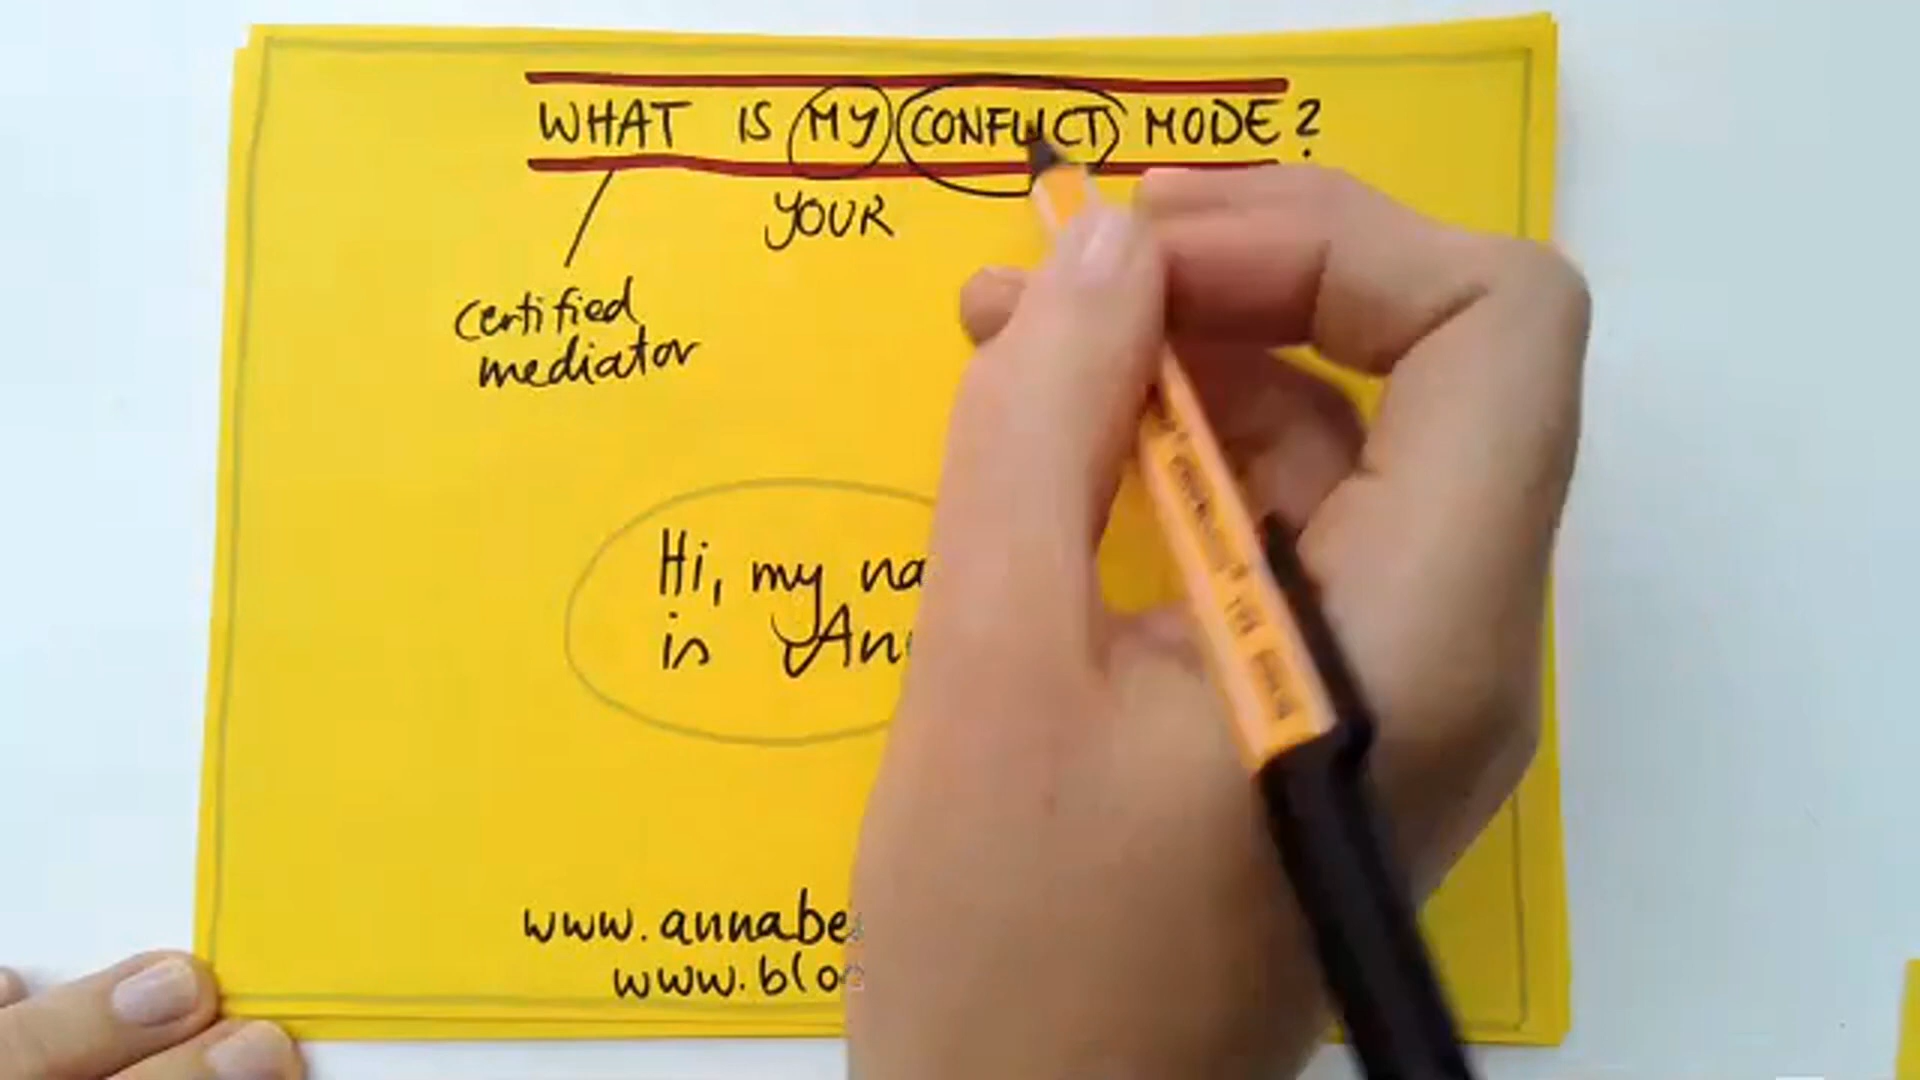 WHAT IS MY CONFLICT MODE?
YOUR
certified
mediator
Hi, my na
is An
www.annabe
www.blo